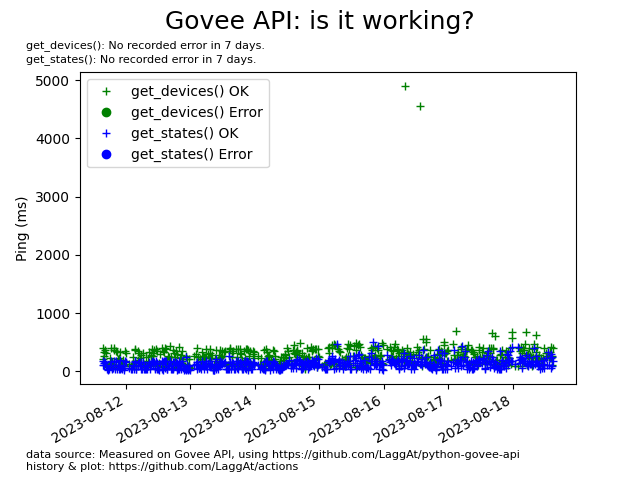 Govee API: is it working?
get_devices(): No recorded error in 7 days.
get_states(): No recorded error in 7 days.
get_devices() OK
get_devices() Error
get_states() OK
get_states() Error
Ping (ms)
5000
4000
3000
2000
1000
0
2023-08-12
2023-08-13
2023-08-14
2023-08-15
2023-08-16
2023-08-17
2023-08-18
data source: Measured on Govee API, using https://github.com/LaggAt/python-govee-api
history & plot: https://github.com/LaggAt/actions